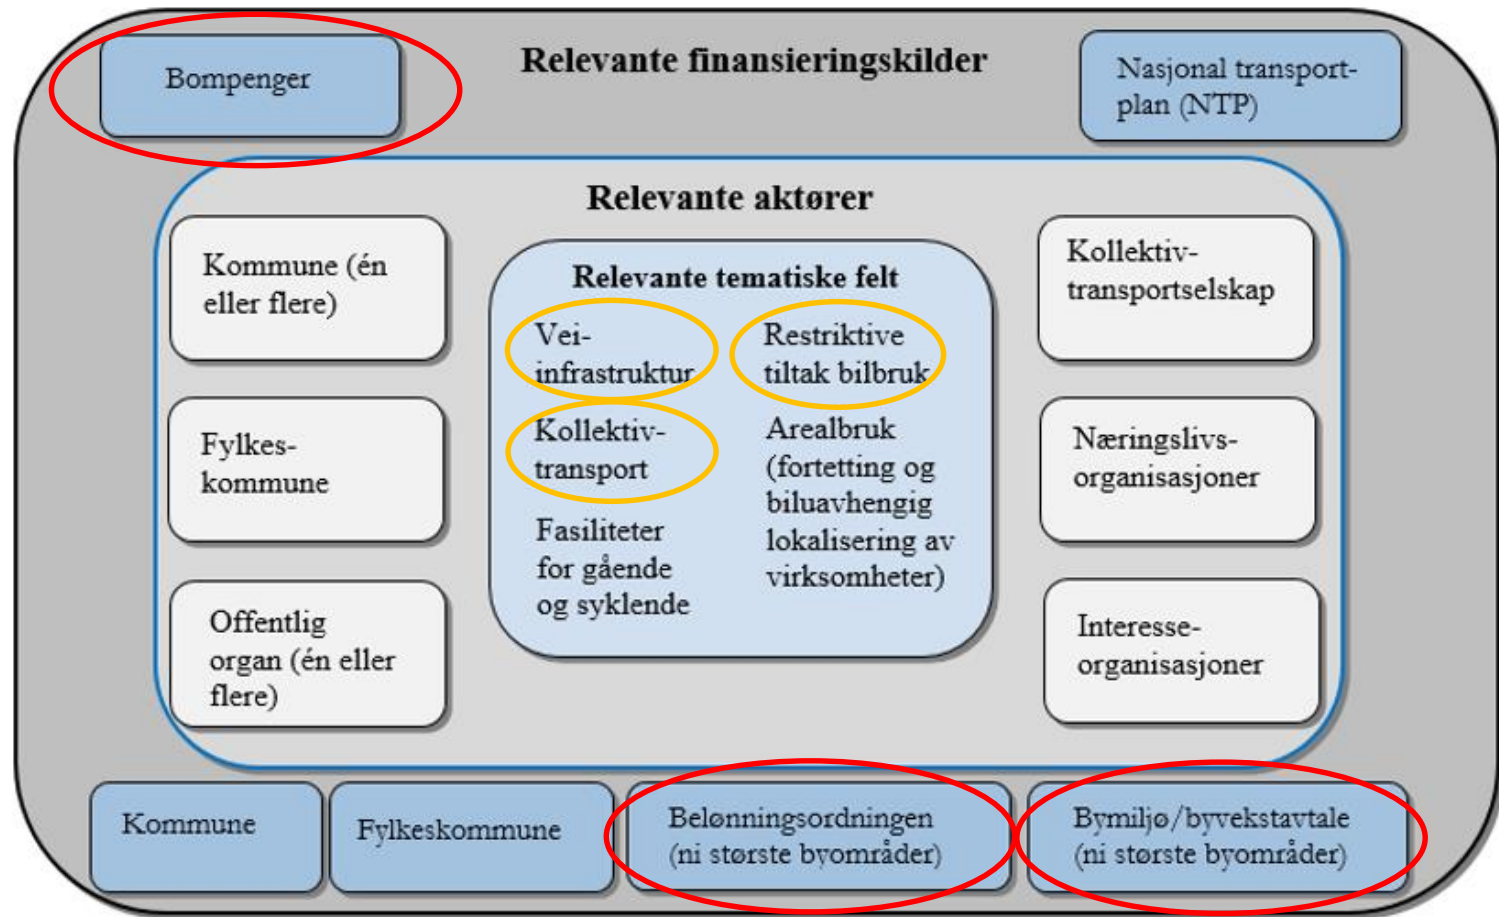 Relevante finansieringskilder
Bompenger
Nasjonal transport-
plan (NTP)
Relevante aktører
Kommune (én
eller flere)
Fylkes-
kommune
Offentlig
organ (én eller
flere)
Relevante tematiske felt
Vei-
infrastruktur
Kollektiv-
transport
Fasiliteter
for gående
og syklende
Restriktive
tiltak bilbruk
Arealbruk
(fortetting og
biluavhengig
lokalisering av
virksomheter)
Kollektiv-
transportselskap
Næringslivs-
organisasjoner
Interesse-
organisasjoner
Kommune
Fylkeskommune
Belønningsordningen
(ni største byområder)
Bymiljø/byvekstavtale
(ni største byområder)